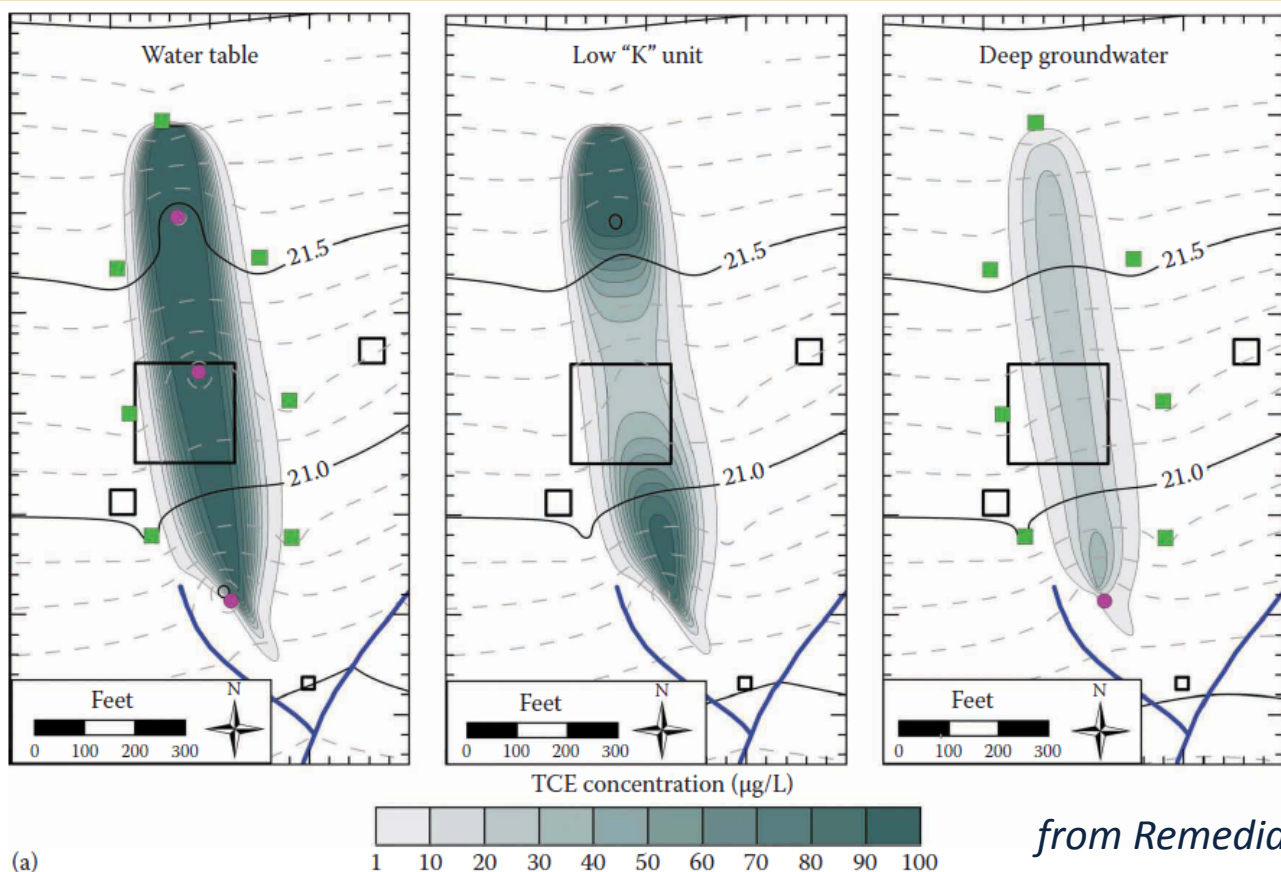 Water table
21.5
21.0
Feet
0 100 200 300
N
Low “K” unit
21.5
21.0
Feet
0 100 200 300
N
Deep groundwater
21.5
21.0
Feet
0 100 200 300
N
TCE concentration (µg/L)
1 10 20 30 40 50 60 70 80 90 100
(a)
from Remedia